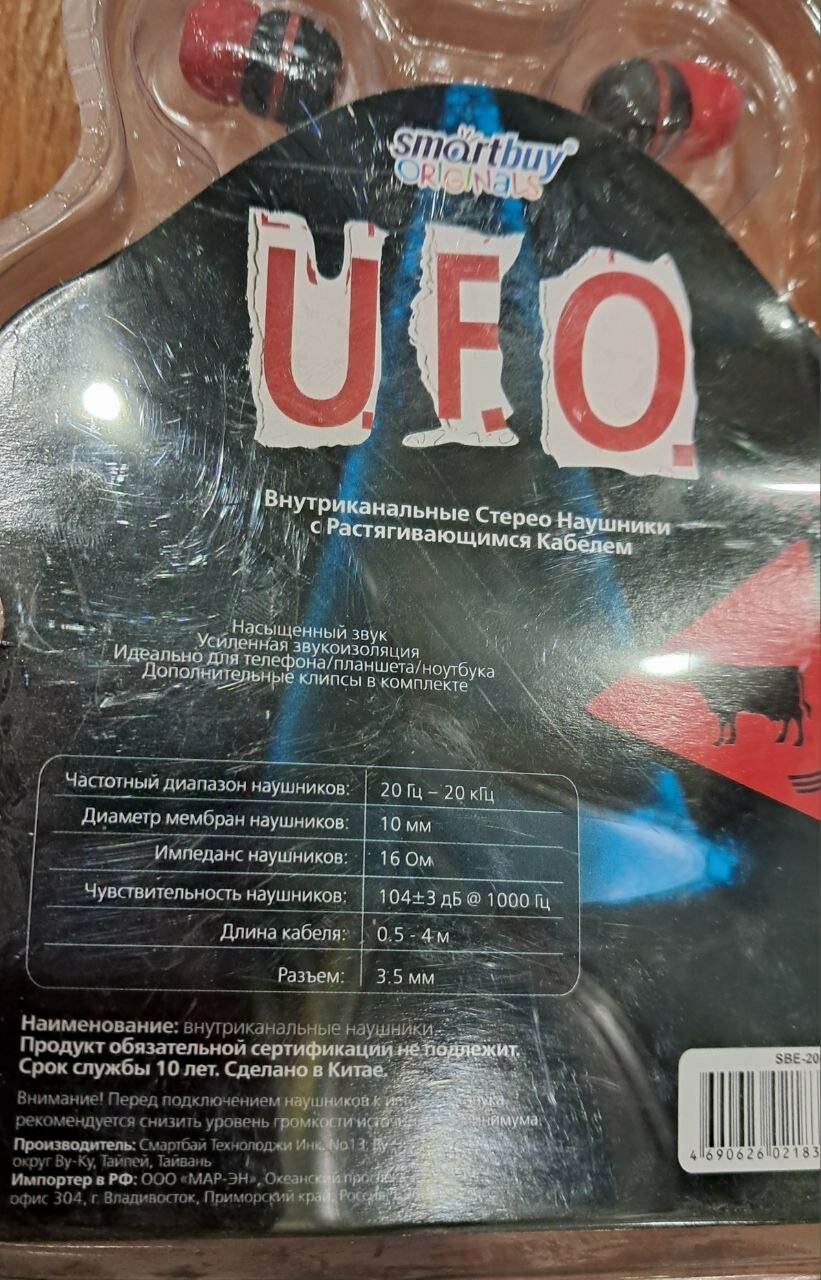 smartbuy®
ORIGINALS
U.F.O.
Внутриканальные Стерео Наушники
с Растягивающимся Кабелем
Насыщенный звук
Усиленная звукоизоляция
Идеально для телефона/планшета/ноутбука
Дополнительные клипсы в комплекте
Частотный диапазон наушников: 20 Гц – 20 кГц
Диаметр мембран наушников: 10 мм
Импеданс наушников: 16 Ом
Чувствительность наушников: 104±3 дБ @ 1000 Гц
Длина кабеля: 0.5 - 4 м
Разъем: 3.5 мм
Наименование: внутриканальные наушники.
Продукт обязательной сертификации не подлежит.
Срок службы 10 лет. Сделано в Китае.
Внимание! Перед подключением наушников к
рекомендуется снизить уровень громкости
Производитель: Смартбай Технолоджи Инк. No13,
округ Ву-Ку, Тайпей, Тайвань
Импортер в РФ: ООО «МАР-ЭН», Океанский
офис 304, г. Владивосток, Приморский край,
SBE-20
4 690626 02183